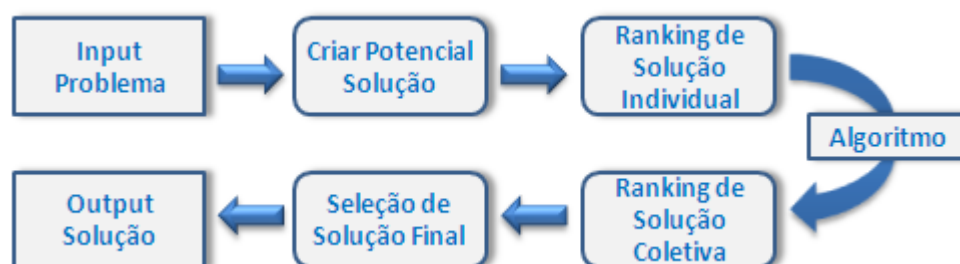 Input
Problema
Criar Potencial
Solução
Ranking de
Solução
Individual
Algoritmo
Ranking de
Solução
Coletiva
Seleção de
Solução Final
Output
Solução